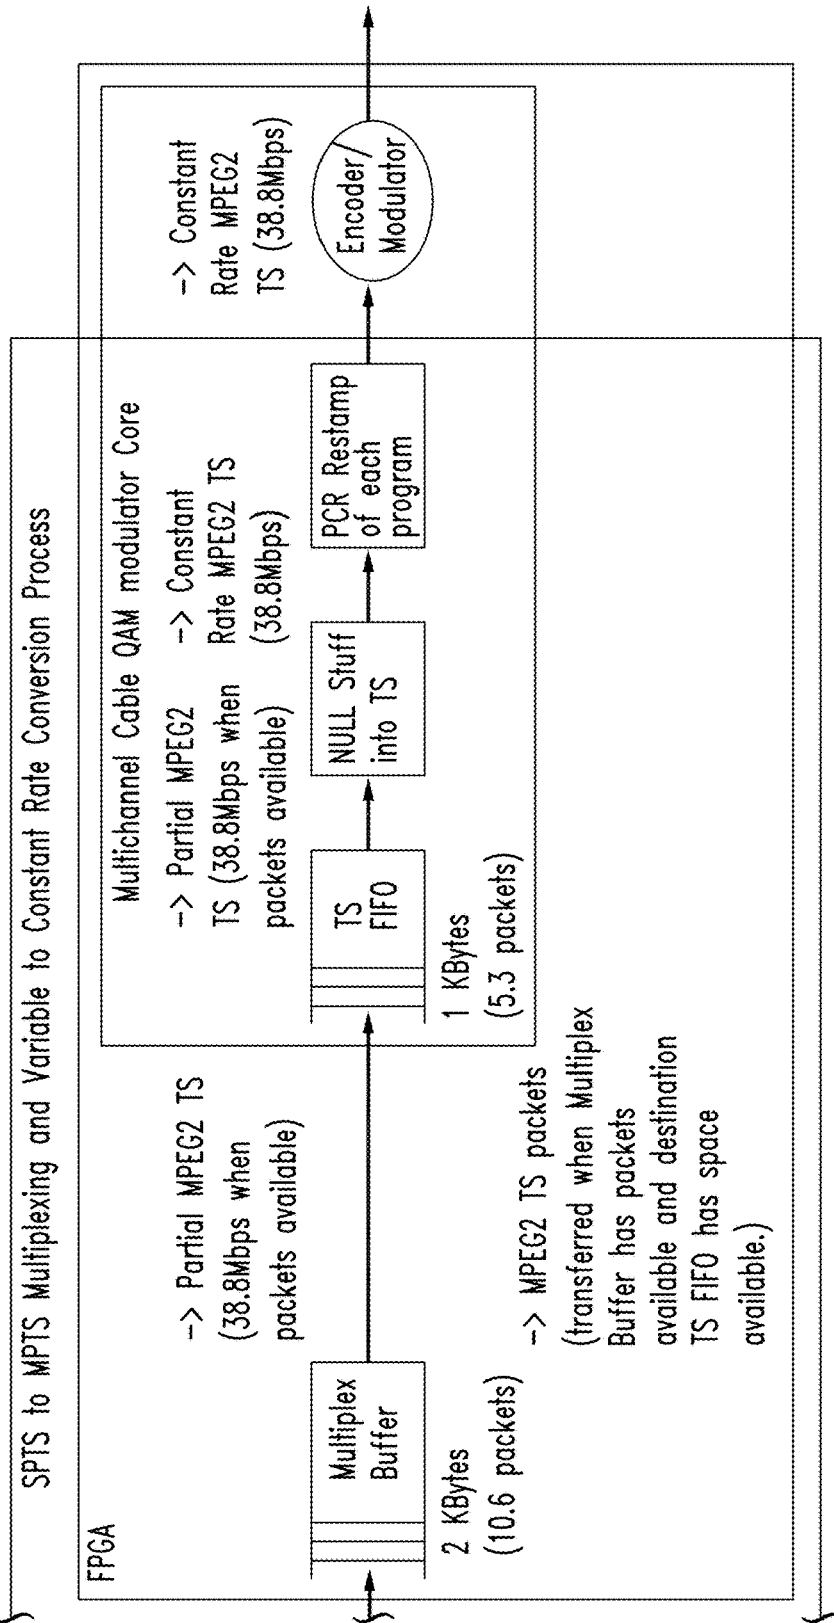 SPTS to MPTS Multiplexing and Variable to Constant Rate Conversion Process
FPGA
Multichannel Cable QAM modulator Core
-> Partial MPEG2 TS
(38.8Mbps when
packets available)
-> Partial MPEG2
TS (38.8Mbps when
packets available)
-> Constant
Rate MPEG2 TS
(38.8Mbps)
-> Constant
Rate MPEG2
TS (38.8Mbps)
Multiplex
Buffer
TS
FIFO
NULL Stuff
into TS
PCR Restamp
of each
program
Encoder/
Modulator
2 KBytes
(10.6 packets)
1 KBytes
(5.3 packets)
-> MPEG2 TS packets
(transferred when Multiplex
Buffer has packets
available and destination
TS FIFO has space
available.)